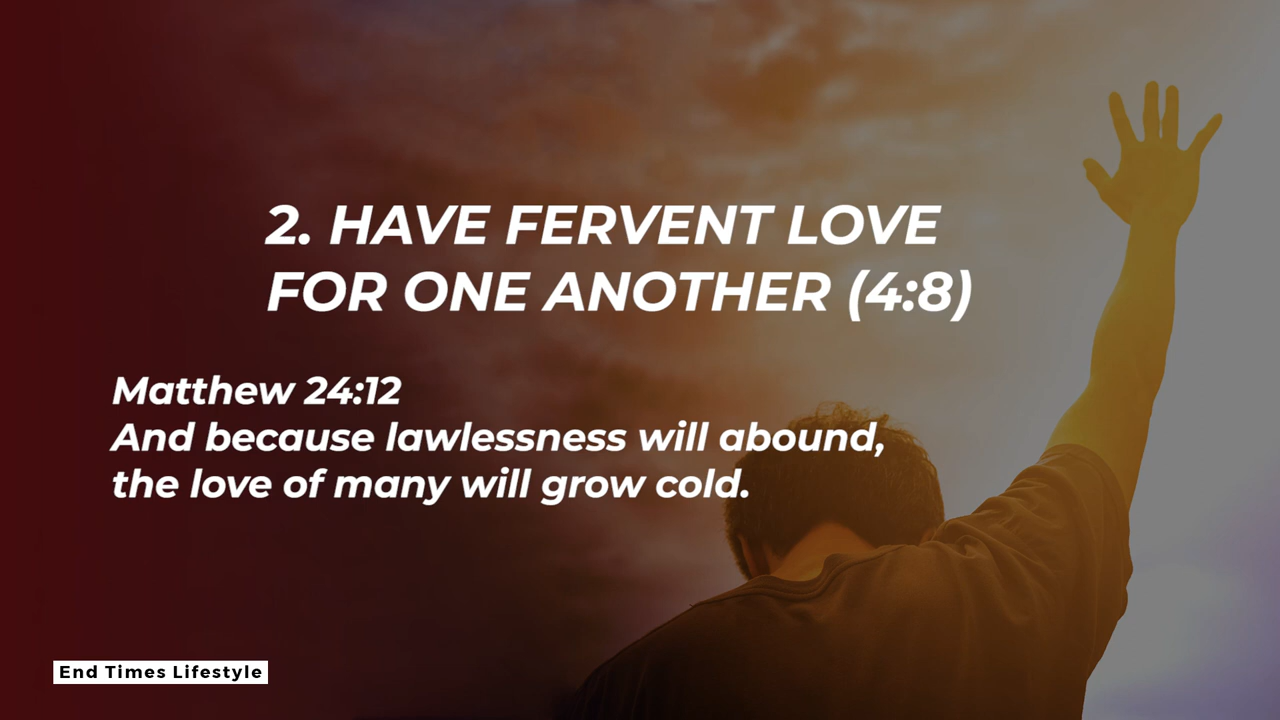 2. HAVE FERVENT LOVE
FOR ONE ANOTHER (4:8)
Matthew 24:12
And because lawlessness will abound,
the love of many will grow cold.
End Times Lifestyle